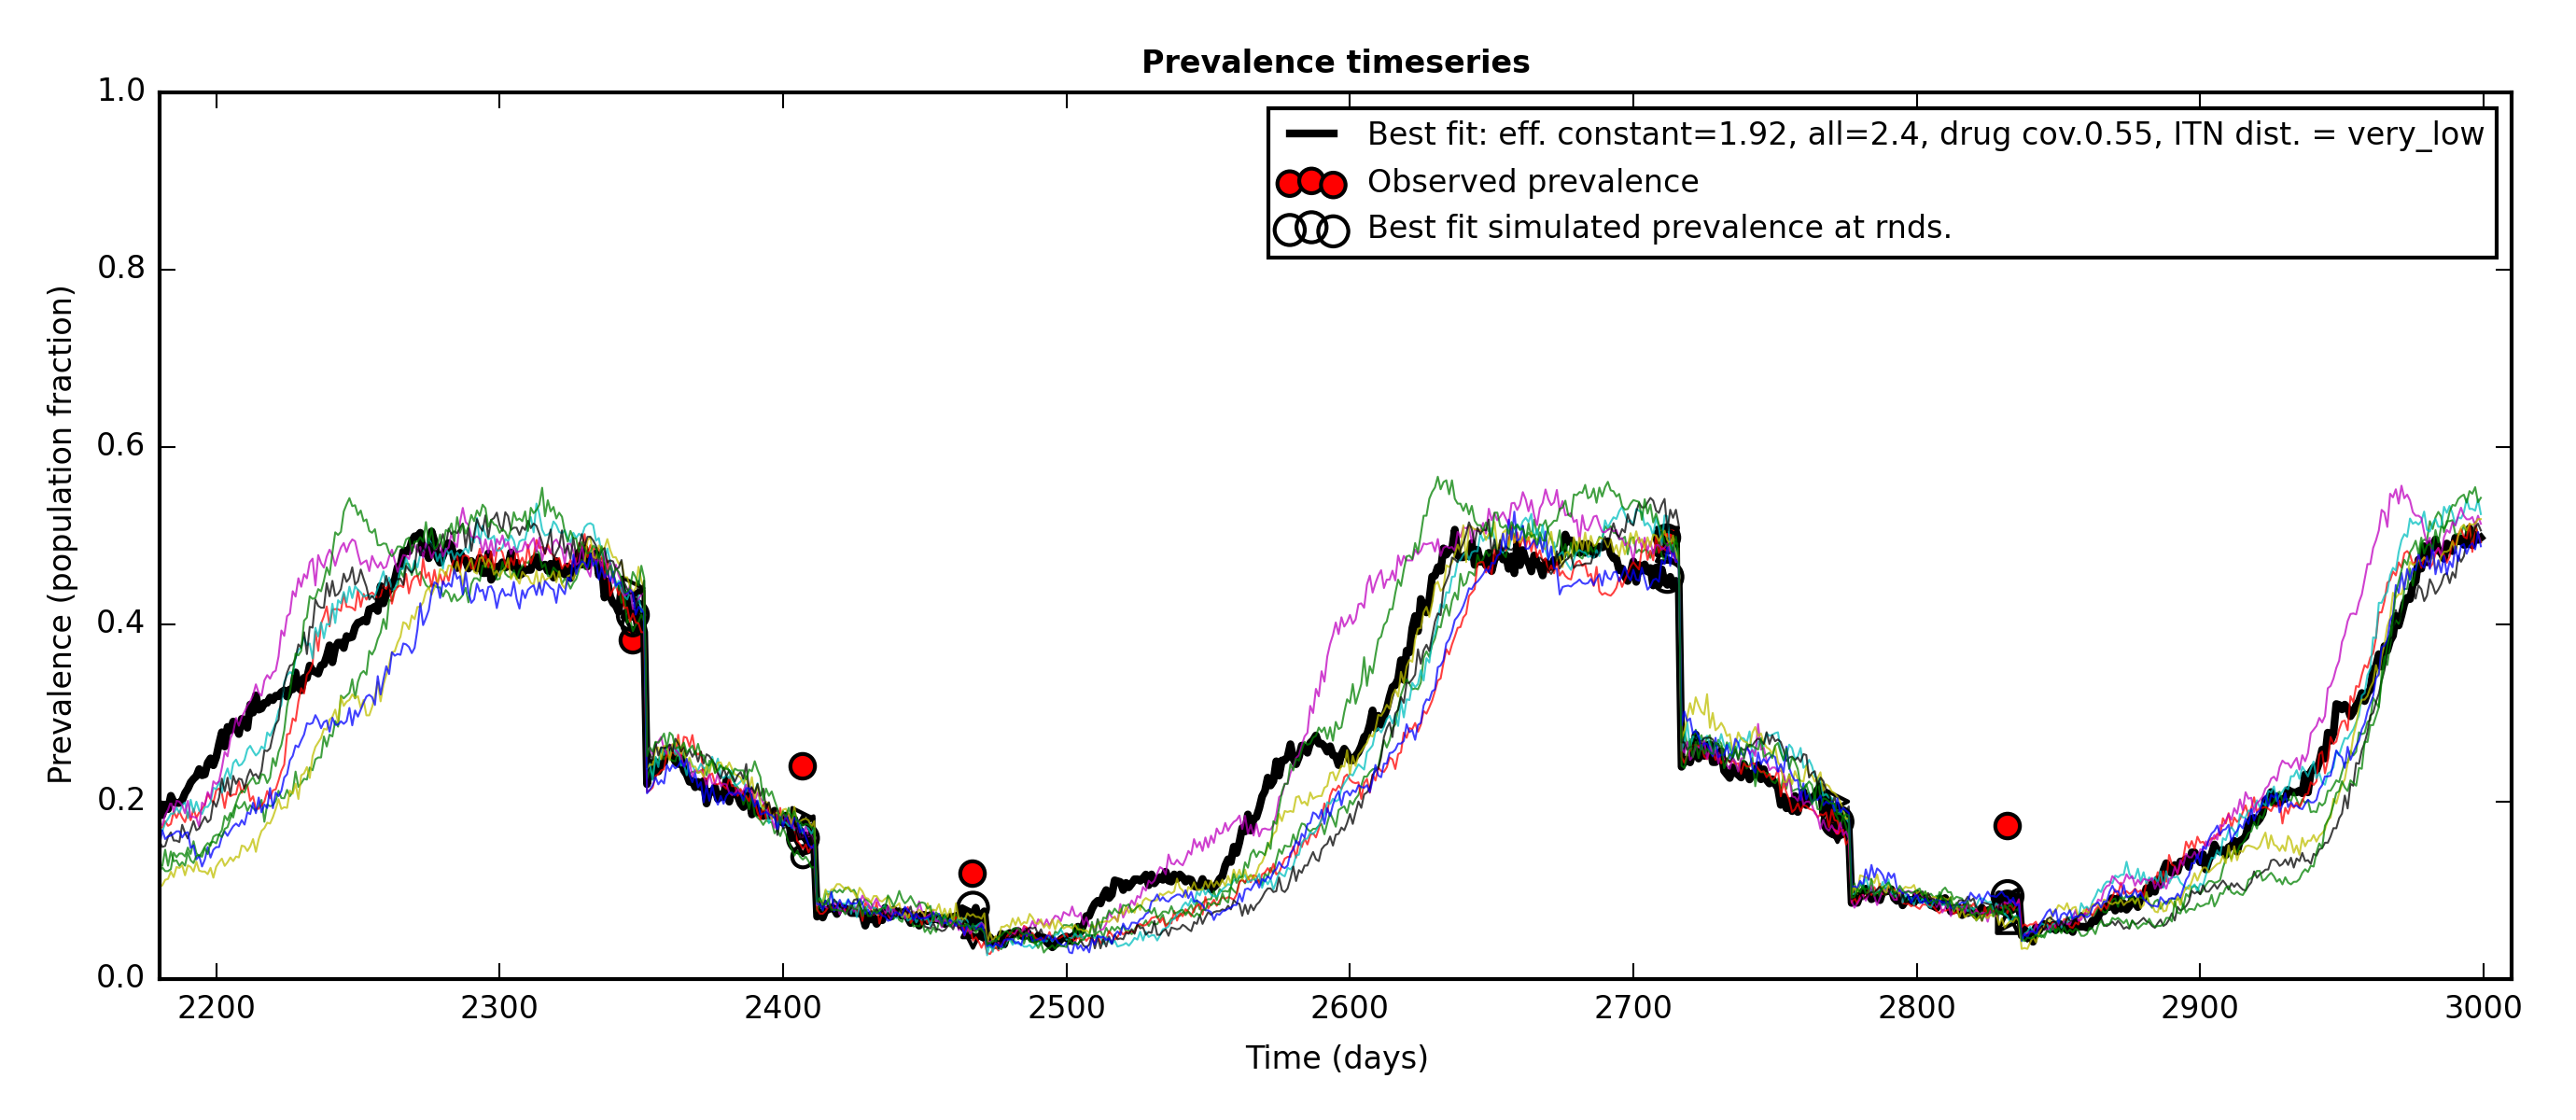 Prevalence timeseries
1.0
0.8
0.6
0.4
0.2
0.0
Prevalence (population fraction)
Best fit: eff. constant=1.92, all=2.4, drug cov.0.55, ITN dist. = very_low
Observed prevalence
Best fit simulated prevalence at rnds.
2200 2300 2400 2500 2600 2700 2800 2900 3000
Time (days)